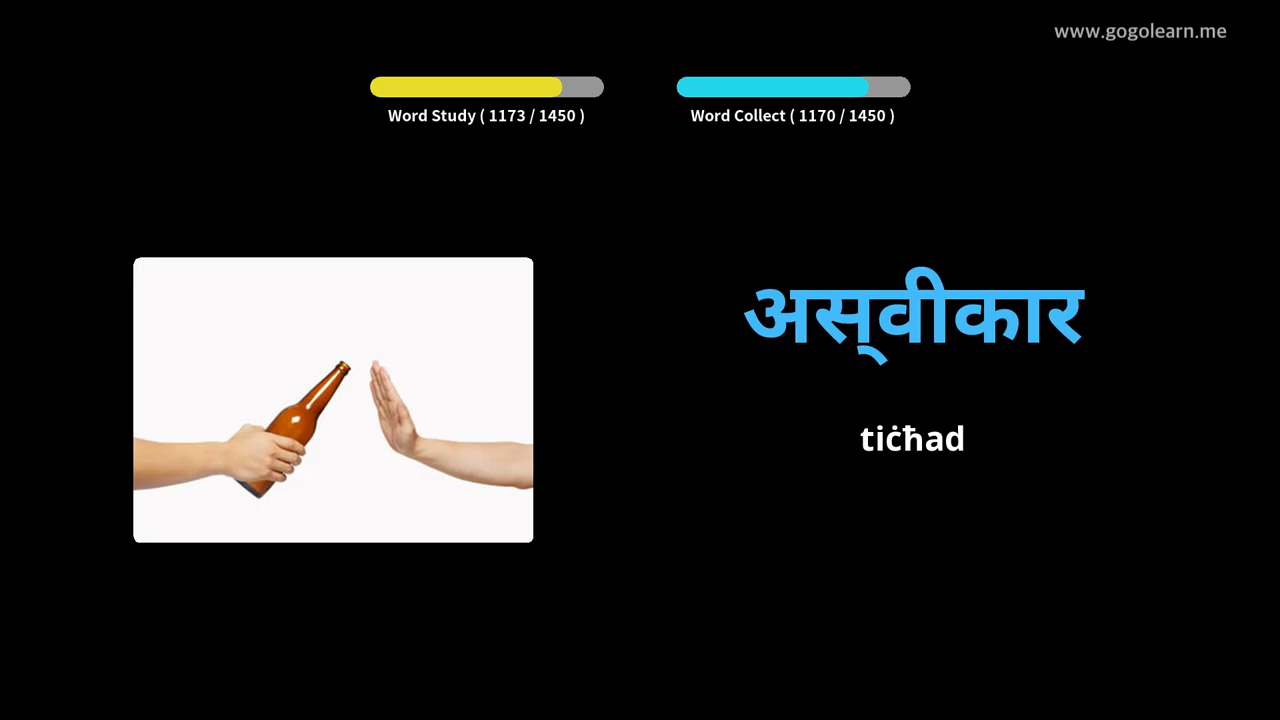 www.gogolearn.me
Word Study ( 1173 / 1450 )
Word Collect ( 1170 / 1450 )
अस्‌वीकार
tiċħad